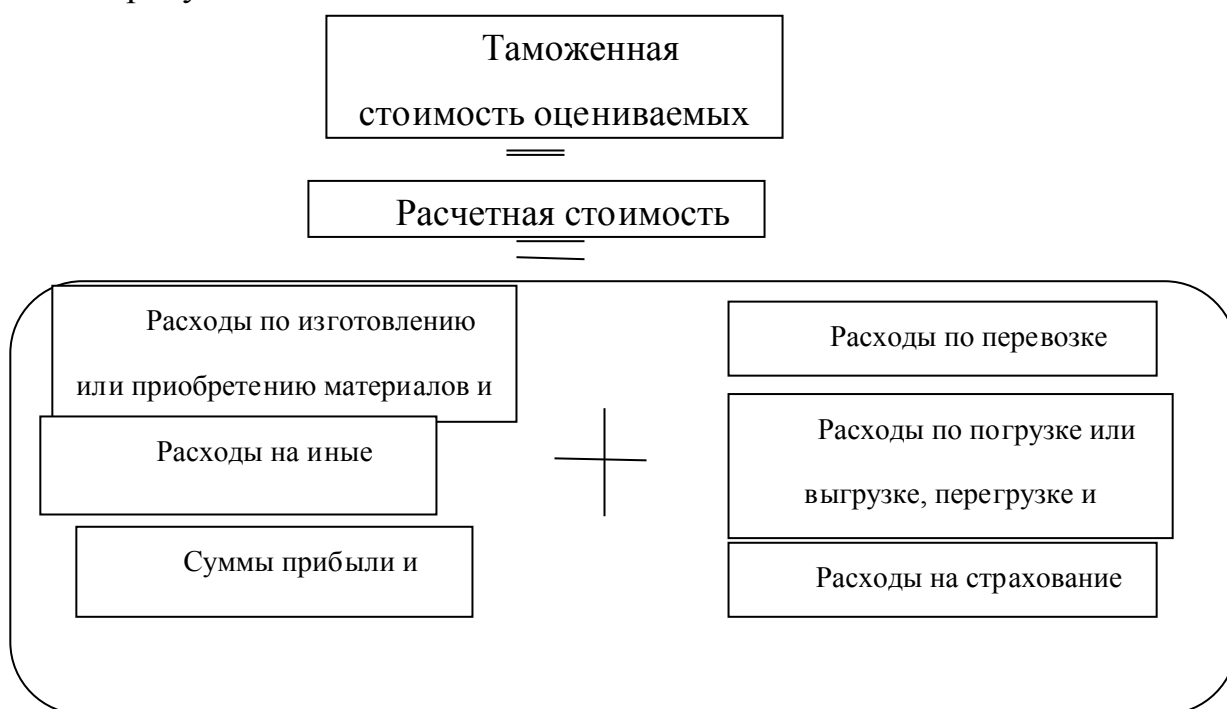 Таможенная
стоимость оцениваемых
Расчетная стоимость
Расходы по изготовлению
или приобретению материалов и
Расходы на иные
Суммы прибыли и
Расходы по перевозке
Расходы по погрузке или
выгрузке, перегрузке и
Расходы на страхование